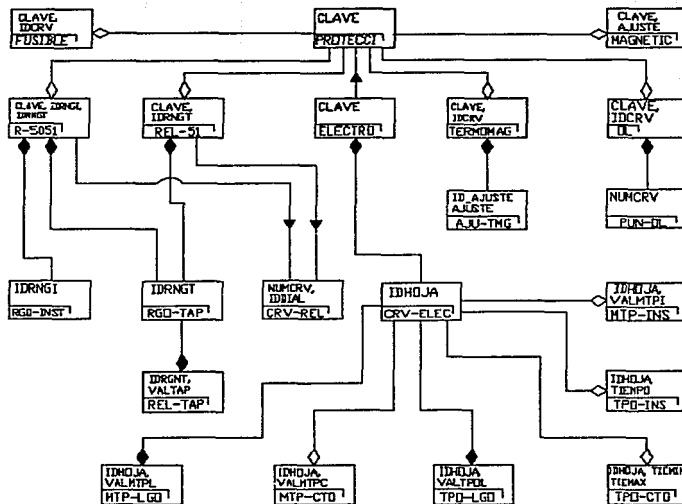 CLAVE,
IDCRV
FUSIBLE
CLAVE
PROTECCI
CLAVE,
AJUSTE
MAGNETIC
CLAVE, IDRNGI,
IDRNGT
R-5051
CLAVE,
IDRNGT
REL-51
CLAVE
ELECTRO
CLAVE,
IDCRV
TERMOMAG
CLAVE,
IDCRV
DL
ID_AJUSTE
AJUSTE
AJU-TMG
NUMCRV
PUN-DL
IDRNGI
RGO-INST
IDRNGT
RGO-TAP
NUMCRV,
IDDIAL
CRV-REL
IDHOJA
CRV-ELEC
IDHOJA,
VALMTPI
MTP-INS
IDRGNT,
VALTAP
REL-TAP
IDHOJA,
TIEMPO
TPO-INS
IDHOJA,
VALMTPL
MTP-LGO
IDHOJA,
VALMTPC
MTP-CTO
IDHOJA,
VALTPOL
TPO-LGO
IDHOJA, TIEMIN
TIEMAX
TPO-CTO